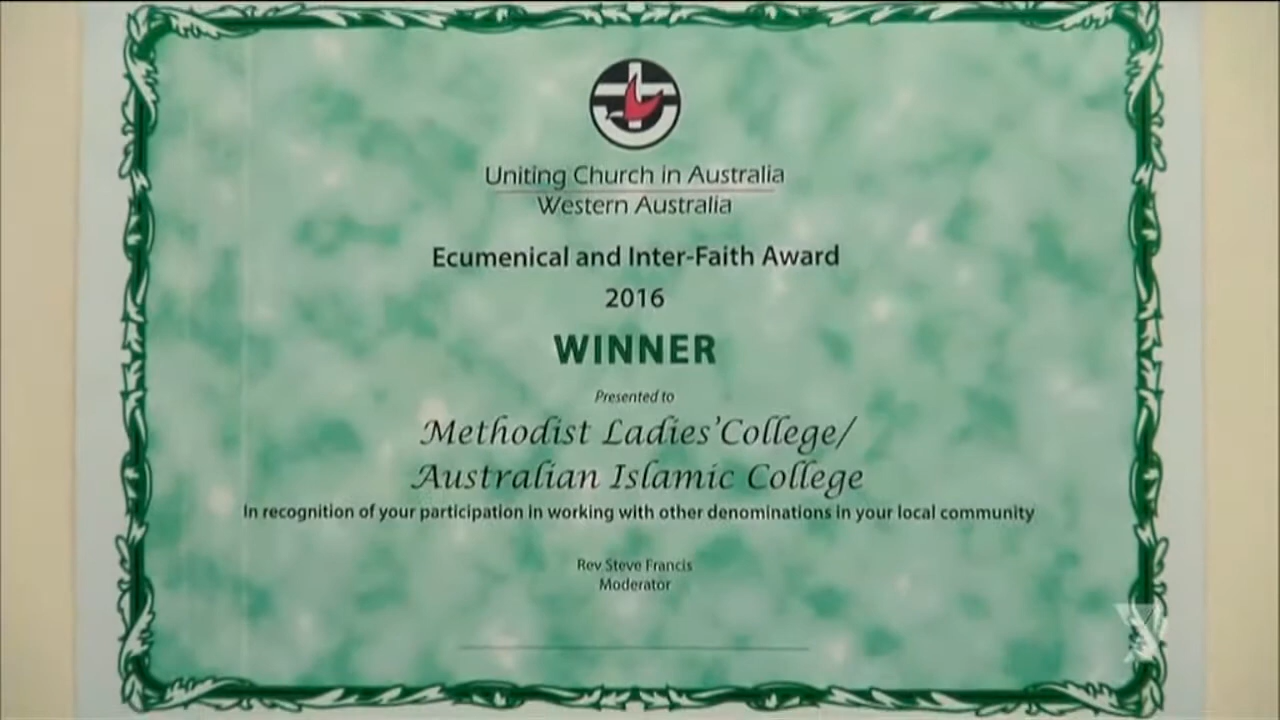 Uniting Church in Australia
Western Australia
Ecumenical and Inter-Faith Award
2016
WINNER
Presented to
Methodist Ladies'College/
Australian Islamic College
In recognition of your participation in working with other denominations in your local community
Rev Steve Francis
Moderator